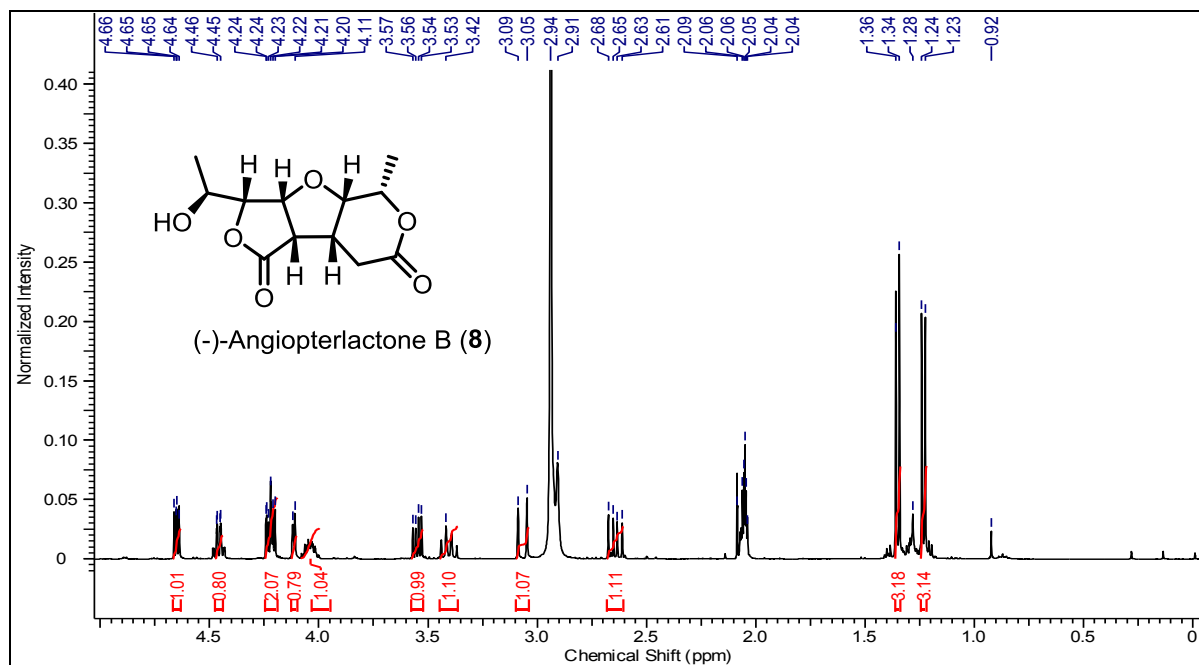 4.66 4.65 4.65 4.64 4.46 4.45 4.24 4.24 4.23 4.22 4.21 4.20 4.11 3.57 3.56 3.54 3.53 3.42 3.09 3.05 2.94 2.91 2.68 2.65 2.63 2.61 2.09 2.06 2.06 2.05 2.04 2.04 1.36 1.34 1.28 1.24 1.23 0.92
Normalized Intensity
0.40
0.35
0.30
0.25
0.20
0.15
0.10
0.05
0
H H H
O
HO
O O
O H H O
(-)-Angiopterlactone B (8)
1.01 0.80 2.07 0.79 1.04 0.99 1.10 1.07 1.11 3.18 3.14
4.5 4.0 3.5 3.0 2.5 2.0 1.5 1.0 0.5 0
Chemical Shift (ppm)